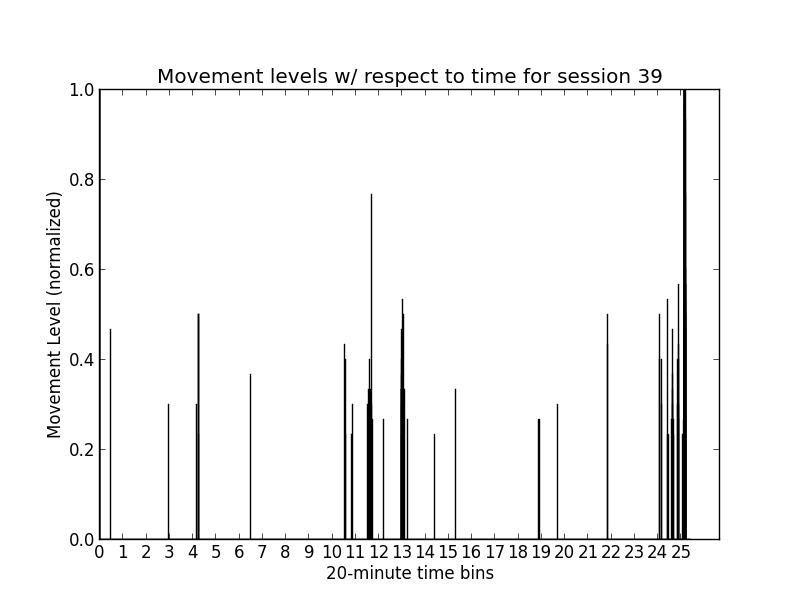 Movement levels w/ respect to time for session 39
Movement Level (normalized)
1.0
0.8
0.6
0.4
0.2
0.0
0 1 2 3 4 5 6 7 8 9 10 11 12 13 14 15 16 17 18 19 20 21 22 23 24 25
20-minute time bins